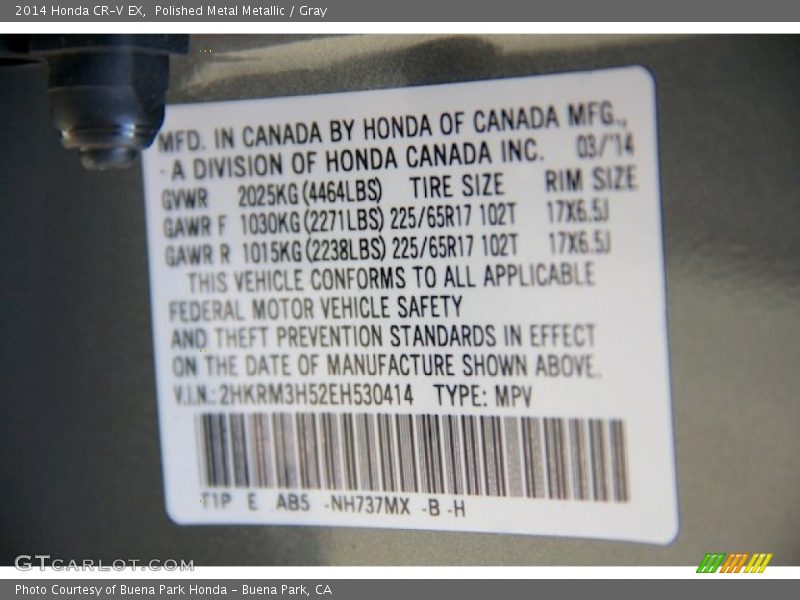 2014 Honda CR-V EX, Polished Metal Metallic / Gray
MFD. IN CANADA BY HONDA OF CANADA MFG.,
- A DIVISION OF HONDA CANADA INC. 03/'14
GVWR 2025KG (4464LBS) TIRE SIZE RIM SIZE
GAWR F 1030KG (2271LBS) 225/65R17 102T 17X6.5J
GAWR R 1015KG (2238LBS) 225/65R17 102T 17X6.5J
THIS VEHICLE CONFORMS TO ALL APPLICABLE
FEDERAL MOTOR VEHICLE SAFETY
AND THEFT PREVENTION STANDARDS IN EFFECT
ON THE DATE OF MANUFACTURE SHOWN ABOVE.
V.I.N.: 2HKRM3H52EH530414 TYPE: MPV
T1P E AB5 -NH737MX -B -H
GTCARLOT.COM
Photo Courtesy of Buena Park Honda - Buena Park, CA